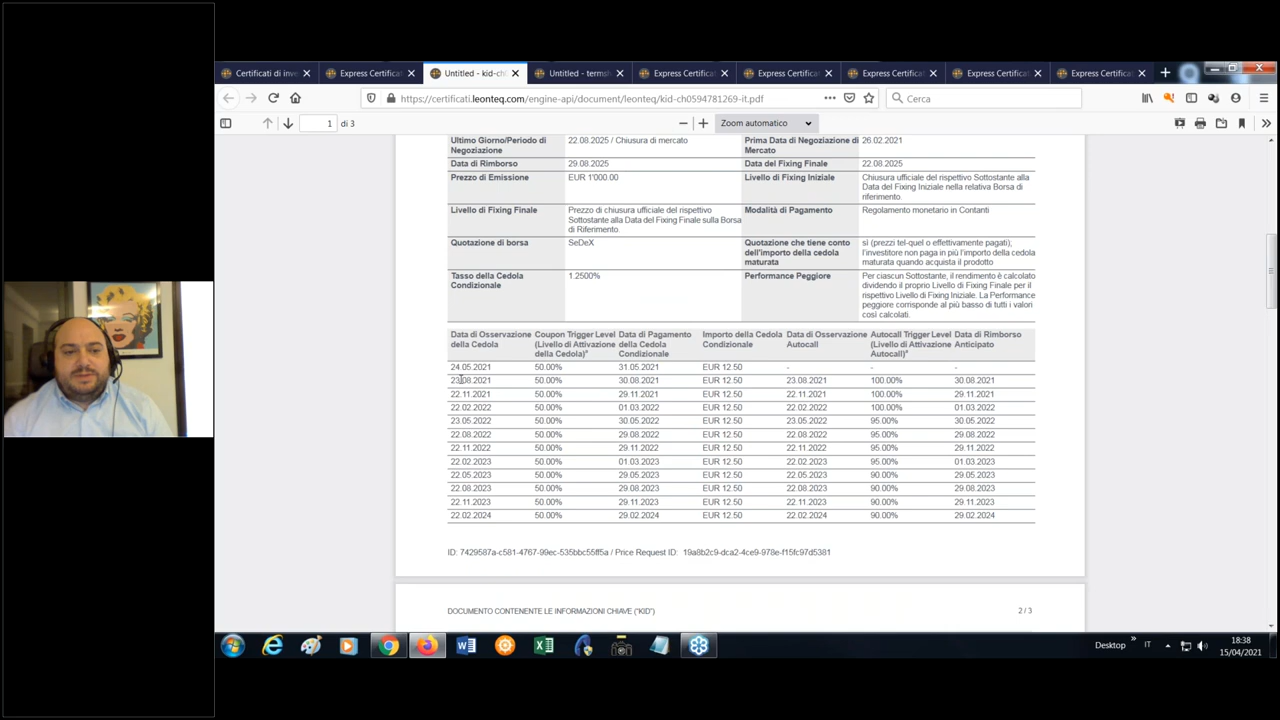 Certificati di inve
Express Certificat
Untitled - kid-ch
Untitled - termsh
Express Certificat
Express Certificat
Express Certificat
Express Certificat
Express Certificat
https://certificati.leonteq.com/engine-api/document/leonteq/kid-ch0594781269-it.pdf
Cerca
1 di 3
Zoom automatico
Ultimo Giorno/Periodo di Negoziazione
22.08.2025 / Chiusura di mercato
Prima Data di Negoziazione di Mercato
26.02.2021
Data di Rimborso
29.08.2025
Data del Fixing Finale
22.08.2025
Prezzo di Emissione
EUR 1'000.00
Livello di Fixing Iniziale
Chiusura ufficiale del rispettivo Sottostante alla
Data del Fixing Iniziale nella relativa Borsa di
riferimento.
Livello di Fixing Finale
Prezzo di chiusura ufficiale del rispettivo
Sottostante alla Data del Fixing Finale sulla Borsa
di Riferimento.
Modalità di Pagamento
Regolamento monetario in Contanti
Quotazione di borsa
SeDeX
Quotazione che tiene conto
dell'importo della cedola
maturata
sì (prezzi tel-quel o effettivamente pagati),
l'investitore non paga in più l'importo della cedola
maturata quando acquista il prodotto
Tasso della Cedola
Condizionale
1.2500%
Performance Peggiore
Per ciascun Sottostante, il rendimento è calcolato
dividendo il proprio Livello di Fixing Finale per il
rispettivo Livello di Fixing Iniziale. La Performance
peggiore corrisponde al più basso di tutti i valori
così calcolati.
Data di Osservazione Coupon Trigger Level Data di Pagamento Importo della Cedola Data di Osservazione Autocall Trigger Level Data di Rimborso
della Cedola (Livello di Attivazione della Cedola Condizionale Autocall (Livello di Attivazione Anticipato
della Cedola)* Condizionale Autocall)*
24.05.2021 50.00% 31.05.2021 EUR 12.50 - - -
23.08.2021 50.00% 30.08.2021 EUR 12.50 23.08.2021 100.00% 30.08.2021
22.11.2021 50.00% 29.11.2021 EUR 12.50 22.11.2021 100.00% 29.11.2021
22.02.2022 50.00% 01.03.2022 EUR 12.50 22.02.2022 100.00% 01.03.2022
23.05.2022 50.00% 30.05.2022 EUR 12.50 23.05.2022 95.00% 30.05.2022
22.08.2022 50.00% 29.08.2022 EUR 12.50 22.08.2022 95.00% 29.08.2022
22.11.2022 50.00% 29.11.2022 EUR 12.50 22.11.2022 95.00% 29.11.2022
22.02.2023 50.00% 01.03.2023 EUR 12.50 22.02.2023 95.00% 01.03.2023
22.05.2023 50.00% 29.05.2023 EUR 12.50 22.05.2023 90.00% 29.05.2023
22.08.2023 50.00% 29.08.2023 EUR 12.50 22.08.2023 90.00% 29.08.2023
22.11.2023 50.00% 29.11.2023 EUR 12.50 22.11.2023 90.00% 29.11.2023
22.02.2024 50.00% 29.02.2024 EUR 12.50 22.02.2024 90.00% 29.02.2024
ID: 7429587a-c581-4767-99ec-535bbc55ff5a / Price Request ID: 19a8b2c9-dca2-4ce9-978e-f15fc97d5381
DOCUMENTO CONTENENTE LE INFORMAZIONI CHIAVE ("KID")
2 / 3
Desktop
IT
18:38
15/04/2021